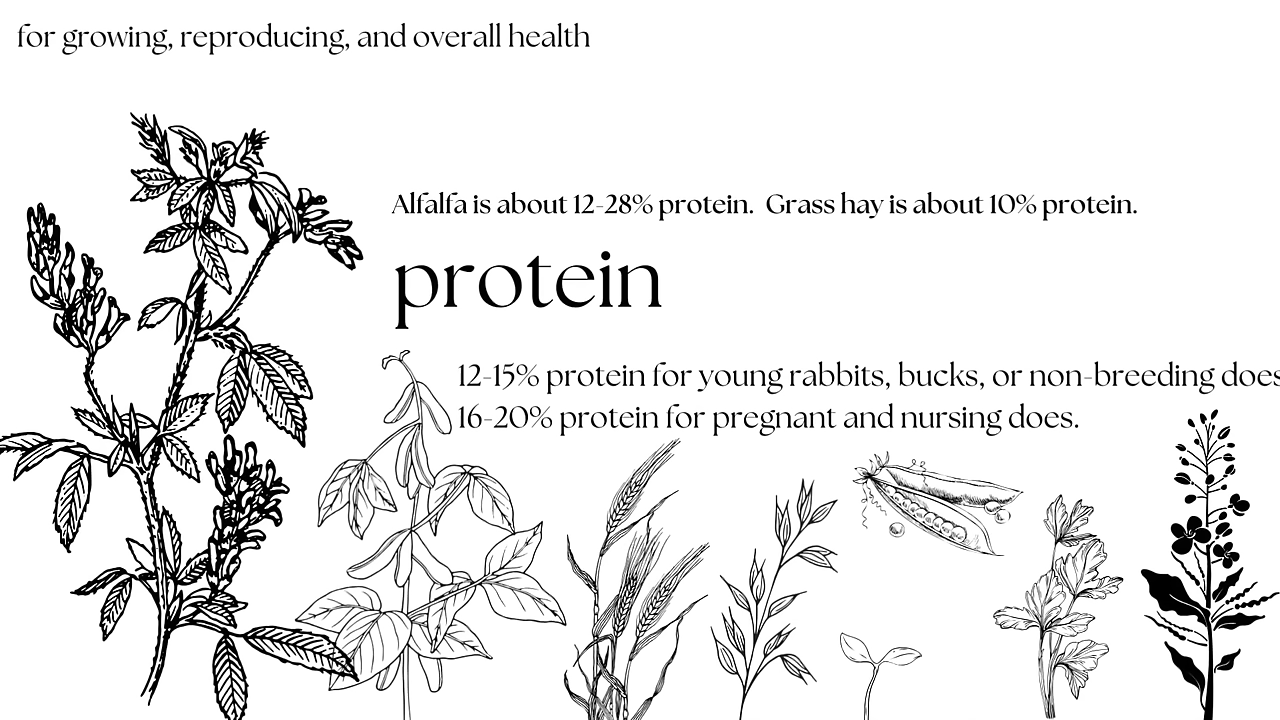 for growing, reproducing, and overall health
Alfalfa is about 12-28% protein. Grass hay is about 10% protein.
protein
12-15% protein for young rabbits, bucks, or non-breeding does
16-20% protein for pregnant and nursing does.